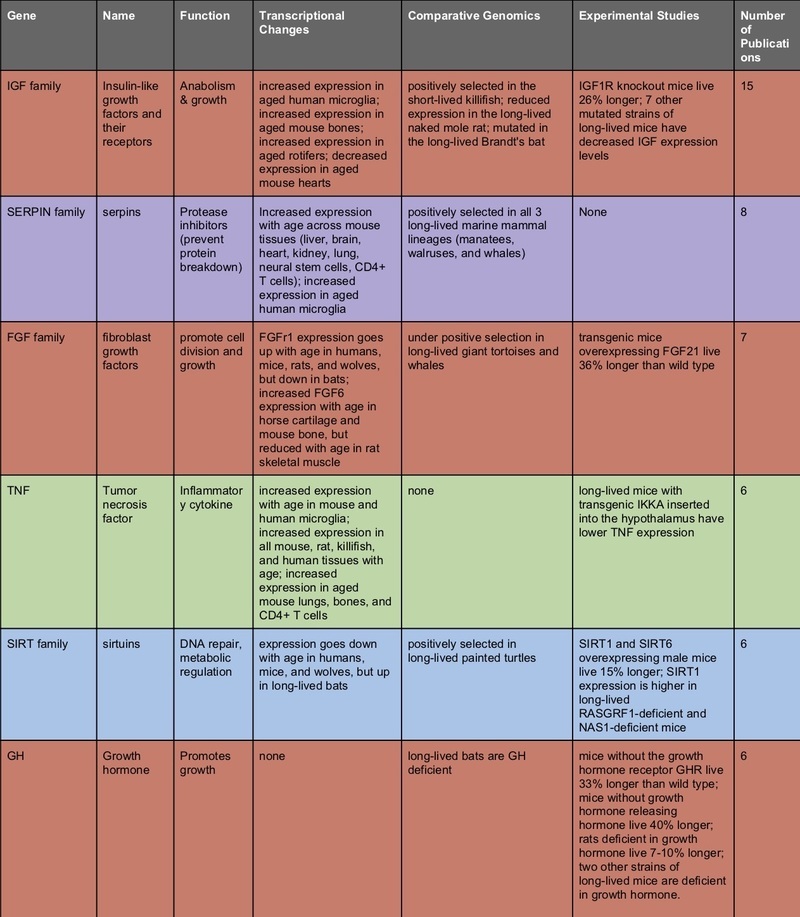 Gene
Name
Function
Transcriptional
Changes
Comparative Genomics
Experimental Studies
Number
of
Publicati
ons
IGF family
Insulin-like
growth
factors and
their
receptors
Anabolism
& growth
increased expression in
aged human microglia;
increased expression in
aged mouse bones;
increased expression in
aged rotifers; decreased
expression in aged
mouse hearts
positively selected in the
short-lived killifish; reduced
expression in the long-lived
naked mole rat; mutated in
the long-lived Brandt's bat
IGF1R knockout mice live
26% longer; 7 other
mutated strains of
long-lived mice have
decreased IGF expression
levels
15
SERPIN family
serpins
Protease
inhibitors
(prevent
protein
breakdown)
Increased expression
with age across mouse
tissues (liver, brain,
heart, kidney, lung,
neural stem cells, CD4+
T cells); increased
expression in aged
human microglia
positively selected in all 3
long-lived marine mammal
lineages (manatees,
walruses, and whales)
None
8
FGF family
fibroblast
growth
factors
promote cell
division and
growth
FGFr1 expression goes
up with age in humans,
mice, rats, and wolves,
but down in bats;
increased FGF6
expression with age in
horse cartilage and
mouse bone, but
reduced with age in rat
skeletal muscle
under positive selection in
long-lived giant tortoises and
whales
transgenic mice
overexpressing FGF21 live
36% longer than wild type
7
TNF
Tumor
necrosis
factor
Inflammator
y cytokine
increased expression
with age in mouse and
human microglia;
increased expression in
all mouse, rat, killifish,
and human tissues with
age; increased
expression in aged
mouse lungs, bones, and
CD4+ T cells
none
long-lived mice with
transgenic IKKA inserted
into the hypothalamus have
lower TNF expression
6
SIRT family
sirtuins
DNA repair,
metabolic
regulation
expression goes down
with age in humans,
mice, and wolves, but up
in long-lived bats
positively selected in
long-lived painted turtles
SIRT1 and SIRT6
overexpressing male mice
live 15% longer; SIRT1
expression is higher in
long-lived
RASGRF1-deficient and
NAS1-deficient mice
6
GH
Growth
hormone
Promotes
growth
none
long-lived bats are GH
deficient
mice without the growth
hormone receptor GHR live
33% longer than wild type;
mice without growth
hormone releasing
hormone live 40% longer;
rats deficient in growth
hormone live 7-10% longer;
two other strains of
long-lived mice are deficient
in growth hormone.
6